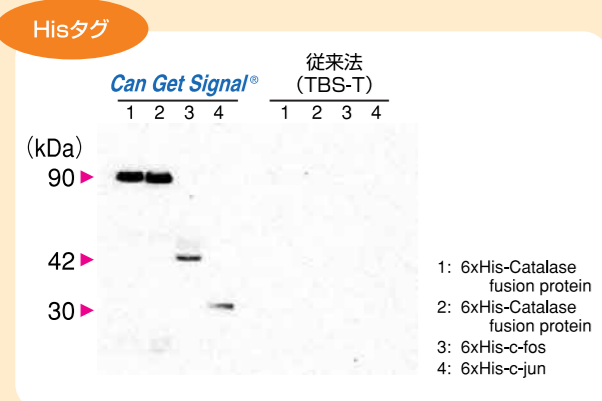 Hisタグ
Can Get Signal®
従来法
(TBS-T)
1 2 3 4
1 2 3 4
(kDa)
90
42
30
1: 6xHis-Catalase
fusion protein
2: 6xHis-Catalase
fusion protein
3: 6xHis-c-fos
4: 6xHis-c-jun